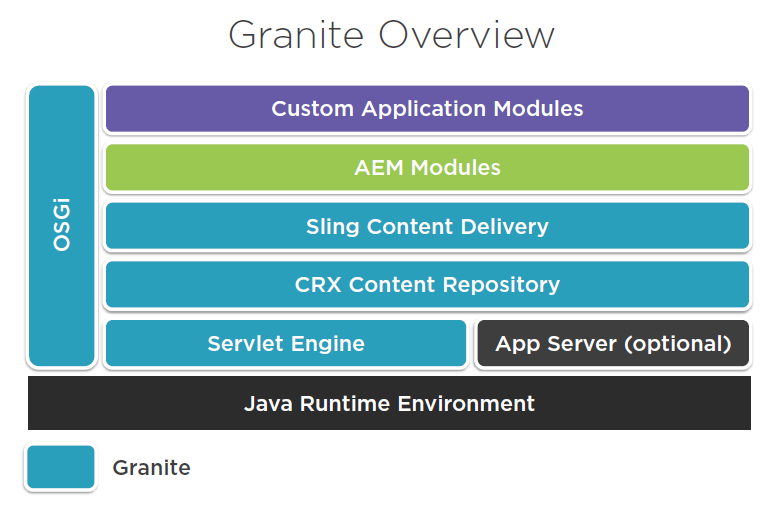 Granite Overview
OSGi
Custom Application Modules
AEM Modules
Sling Content Delivery
CRX Content Repository
Servlet Engine
App Server (optional)
Java Runtime Environment
Granite